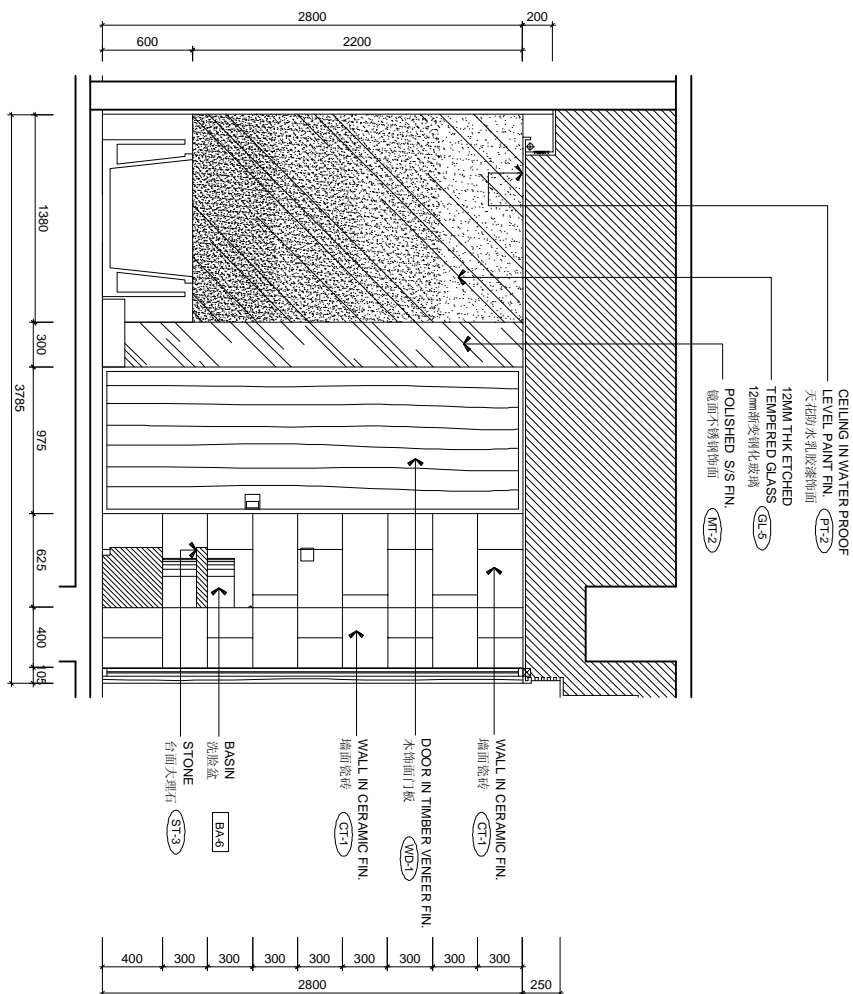 2800
200
600
2200
CEILING IN WATER PROOF
LEVEL PAINT FIN.
天花防水乳胶漆饰面
PT-2
12MM THK ETCHED
TEMPERED GLASS
12mm渐变钢化玻璃
GL-5
POLISHED S/S FIN.
镜面不锈钢饰面
MT-2
1380
300
975
625
400
105
3785
WALL IN CERAMIC FIN.
墙面瓷砖
CT-1
DOOR IN TIMBER VENEER FIN.
木饰面门板
WD-1
WALL IN CERAMIC FIN.
墙面瓷砖
CT-1
BASIN
洗脸盆
BA-6
STONE
台面大理石
ST-3
400
300
300
300
300
300
300
300
300
2800
250